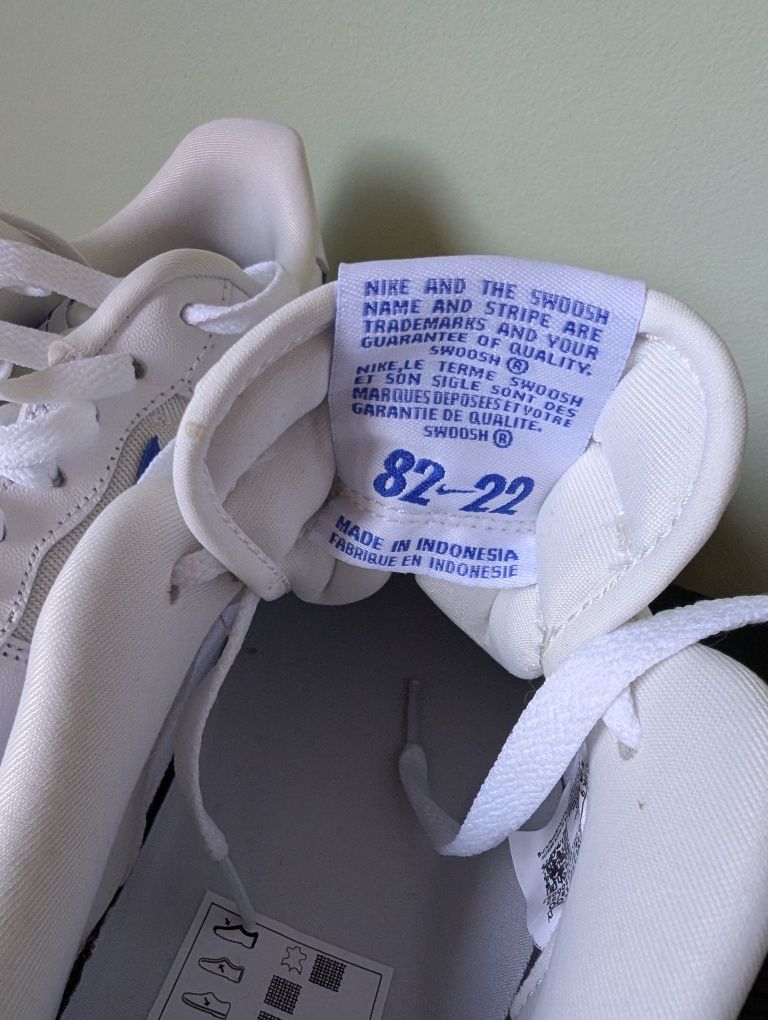 NIKE AND THE SWOOSH
NAME AND STRIPE ARE
TRADEMARKS AND YOUR
GUARANTEE OF QUALITY.
SWOOSH ®
NIKE,LE TERME SWOOSH
ET SON SIGLE SONT DES
MARQUES DEPOSEES ET VOTRE
GARANTIE DE QUALITE.
SWOOSH ®
82-22
MADE IN INDONESIA
FABRIQUE EN INDONESIE